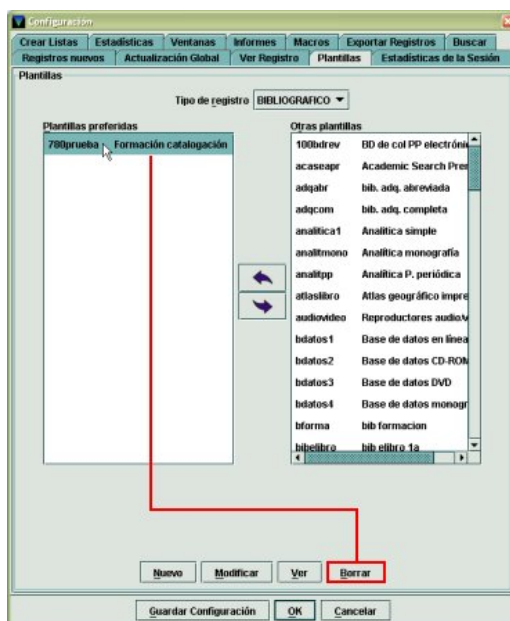 Configuración
Crear Listas Estadísticas Ventanas Informes Macros Exportar Registros Buscar
Registros nuevos Actualización Global Ver Registro Plantillas Estadísticas de la Sesión
Plantillas
Tipo de registro BIBLIOGRAFICO
Plantillas preferidas
780prueba Formación catalogación
Otras plantillas
100bdrev BD de col PP electróni
acaseapr Academic Search Prer
adqabr bib. adq. abreviada
adqcom bib. adq. completa
analitica1 Analítica simple
analitmono Analítica monografía
analitpp Analítica P. periódica
atlaslibro Atlas geográfico impre
audiovideo Reproductores audio.v
bdatos1 Base de datos en línea
bdatos2 Base de datos CD-ROM
bdatos3 Base de datos DVD
bdatos4 Base de datos monogr
bforma bib formacion
bibelibro bib elibro 1a
Nuevo Modificar Ver Borrar
Guardar Configuración OK Cancelar